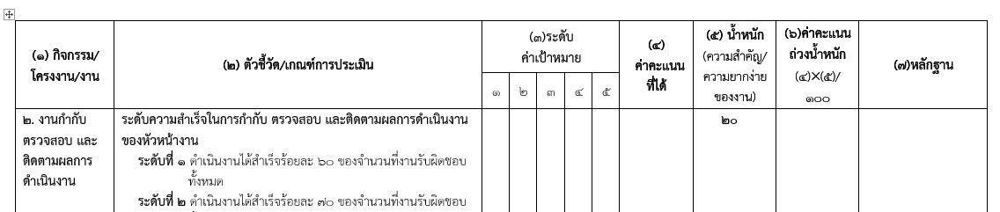 (๑) กิจกรรม/
โครงงาน/งาน
(๒) ตัวชี้วัด/เกณฑ์การประเมิน
(๓)ระดับ
ค่าเป้าหมาย
๑ ๒ ๓ ๔ ๕
(๔)
ค่าคะแนน
ที่ได้
(๕) น้ำหนัก
(ความสำคัญ/
ความยากง่าย
ของงาน)
(๖)ค่าคะแนน
ถ่วงน้ำหนัก
(๔)X(๕)/
๑๐๐
(๗)หลักฐาน
๒. งานกำกับ
ตรวจสอบ และ
ติดตามผลการ
ดำเนินงาน
ระดับความสำเร็จในการกำกับ ตรวจสอบ และติดตามผลการดำเนินงาน
ของหัวหน้างาน
ระดับที่ ๑ ดำเนินงานได้สำเร็จร้อยละ ๖๐ ของจำนวนที่งานรับผิดชอบ
ทั้งหมด
ระดับที่ ๒ ดำเนินงานได้สำเร็จร้อยละ ๗๐ ของจำนวนที่งานรับผิดชอบ
๒๐